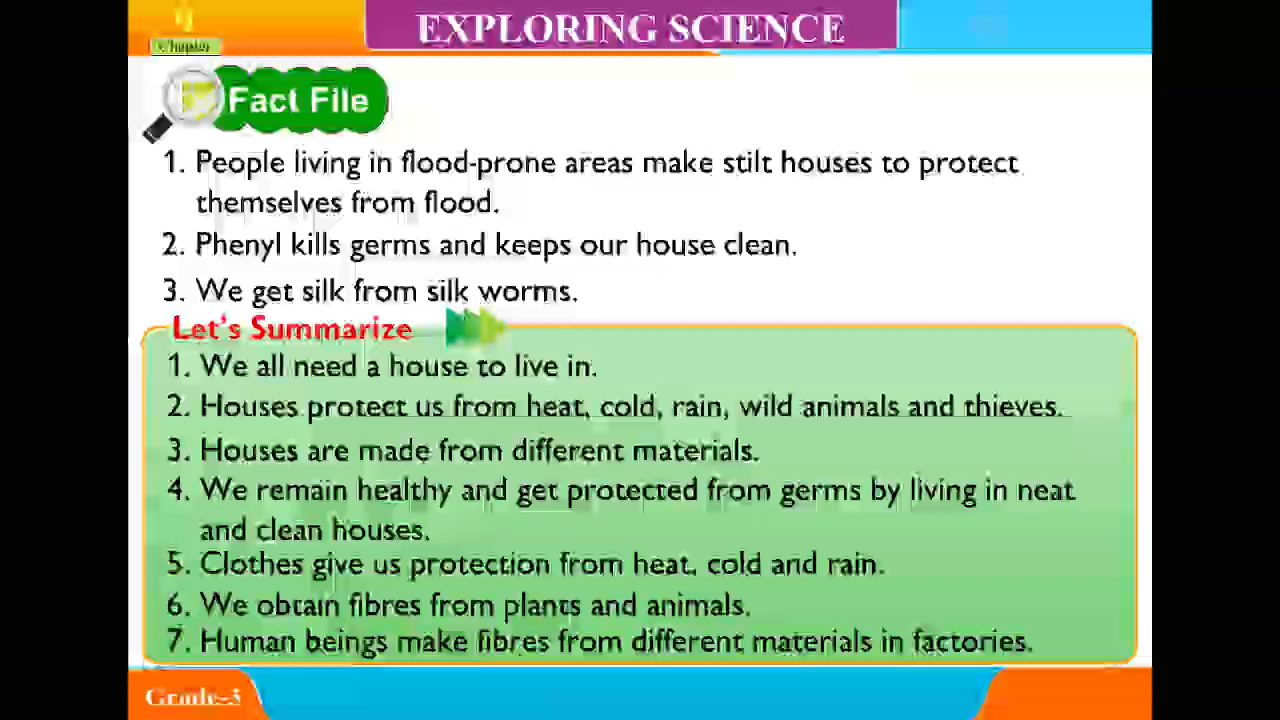 Chapter
EXPLORING SCIENCE
Fact File
1. People living in flood-prone areas make stilt houses to protect
themselves from flood.
2. Phenyl kills germs and keeps our house clean.
3. We get silk from silk worms.
Let's Summarize
1. We all need a house to live in.
2. Houses protect us from heat, cold, rain, wild animals and thieves.
3. Houses are made from different materials.
4. We remain healthy and get protected from germs by living in neat
and clean houses.
5. Clothes give us protection from heat, cold and rain.
6. We obtain fibres from plants and animals.
7. Human beings make fibres from different materials in factories.